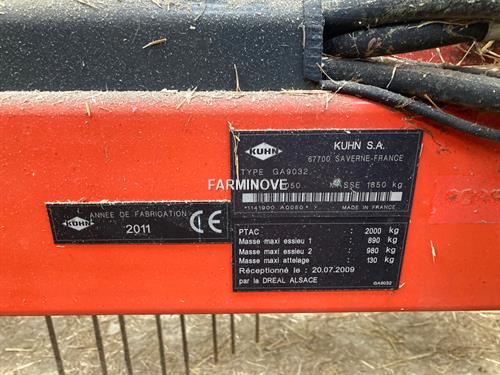 KUHN
KUHN S.A.
67700 SAVERNE-FRANCE
TYPE GA9032
MASSE 1850 kg
MADE IN FRANCE
FARMINOVE
KUHN
ANNÉE DE FABRICATION
2011
CE
PTAC : 2000 kg
Masse maxi essieu 1 : 890 kg
Masse maxi essieu 2 : 980 kg
Masse maxi attelage : 130 kg
Réceptionné le : 20.07.2009
par la DREAL ALSACE
GA9032